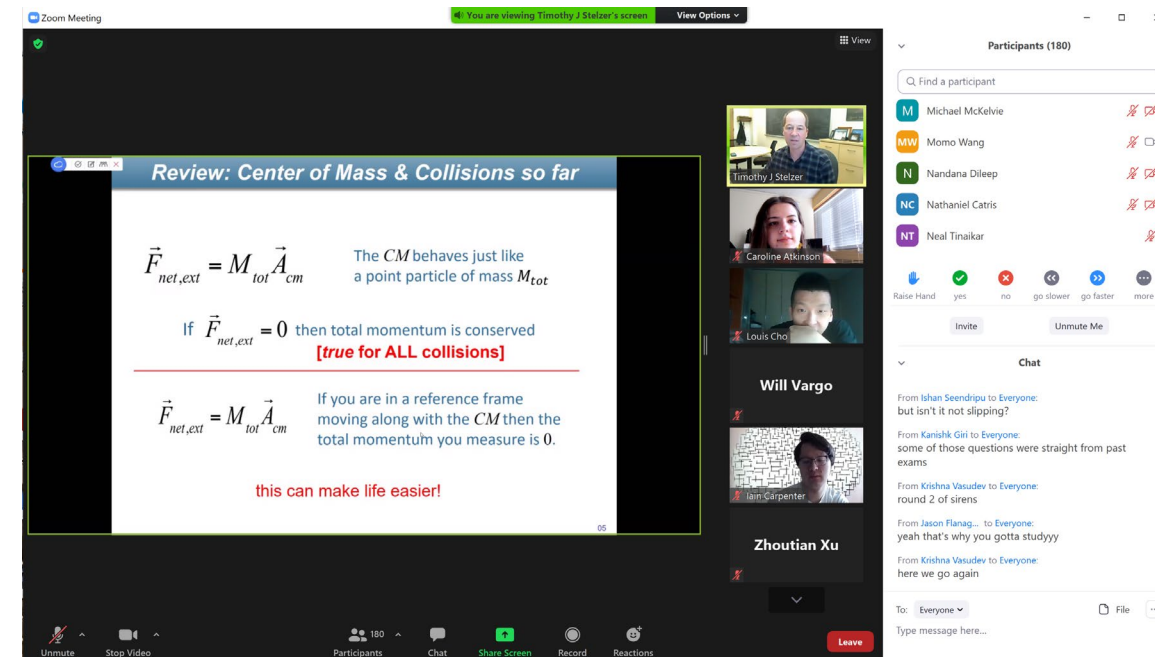 Zoom Meeting
You are viewing Timothy J Stelzer's screen View Options
View
Review: Center of Mass & Collisions so far
F⃗net,ext = Mtot A⃗cm
The CM behaves just like
a point particle of mass Mtot
If F⃗net,ext = 0 then total momentum is conserved
[true for ALL collisions]
F⃗net,ext = Mtot A⃗cm
If you are in a reference frame
moving along with the CM then the
total momentum you measure is 0.
this can make life easier!
05
Timothy J Stelzer
Caroline Atkinson
Louis Cho
Will Vargo
Iain Carpenter
Zhoutian Xu
Participants (180)
Find a participant
M Michael McKelvie
MW Momo Wang
N Nandana Dileep
NC Nathaniel Catris
NT Neal Tinaikar
Raise Hand yes no go slower go faster more
Invite Unmute Me
Chat
From Ishan Seendripu to Everyone:
but isn't it not slipping?
From Kanishk Giri to Everyone:
some of those questions were straight from past
exams
From Krishna Vasudev to Everyone:
round 2 of sirens
From Jason Flanag... to Everyone:
yeah that's why you gotta studyyy
From Krishna Vasudev to Everyone:
here we go again
To: Everyone File
Type message here...
Unmute Stop Video Participants 180 Chat Share Screen Record Reactions Leave